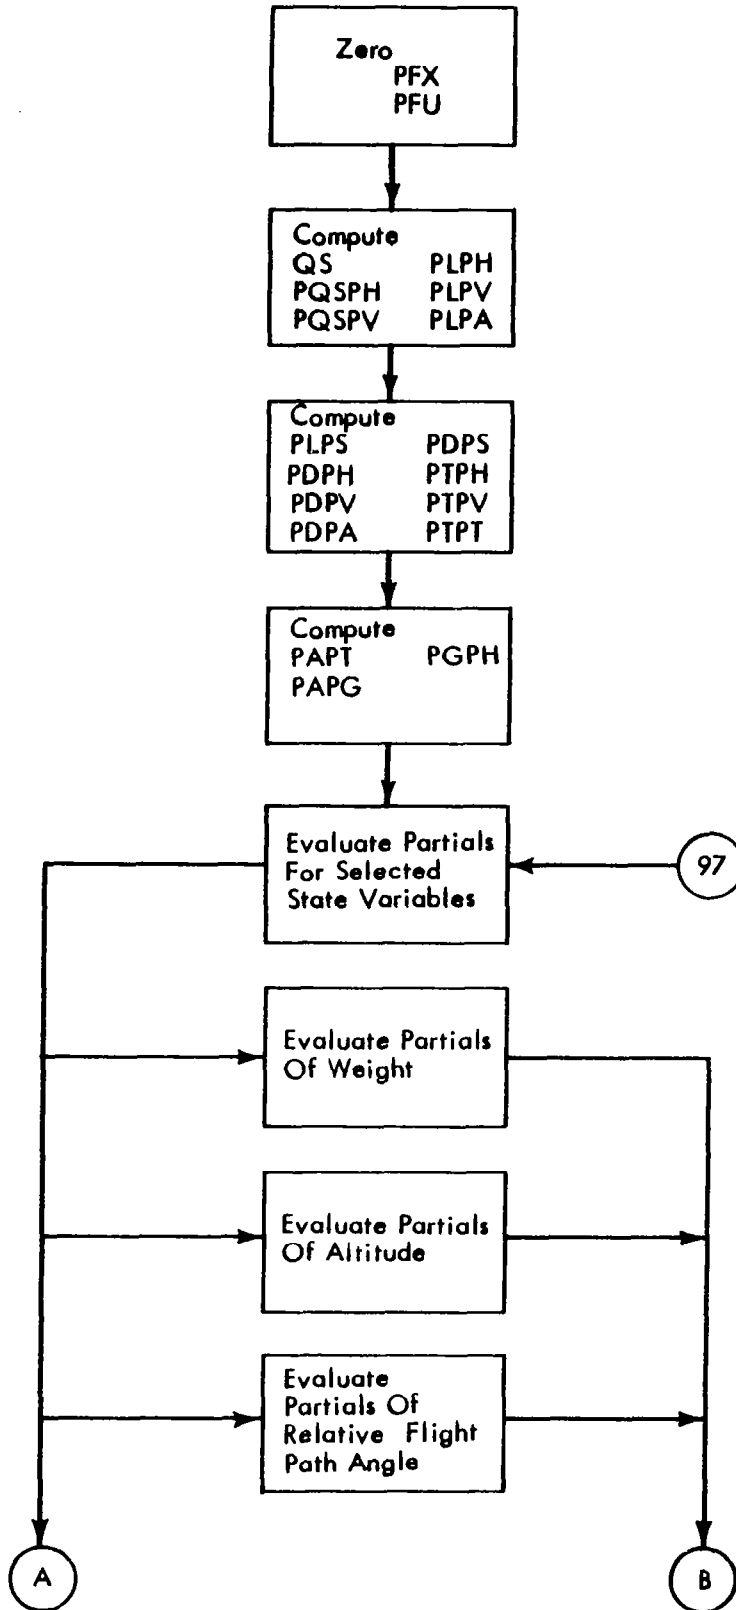 Zero
PFX
PFU
Compute
QS PLPH
PQSPH PLPV
PQSPV PLPA
Compute
PLPS PDPS
PDPH PTPH
PDPV PTPV
PDPA PTPT
Compute
PAPT PGPH
PAPG
Evaluate Partials
For Selected
State Variables
97
Evaluate Partials
Of Weight
Evaluate Partials
Of Altitude
Evaluate
Partials Of
Relative Flight
Path Angle
A B